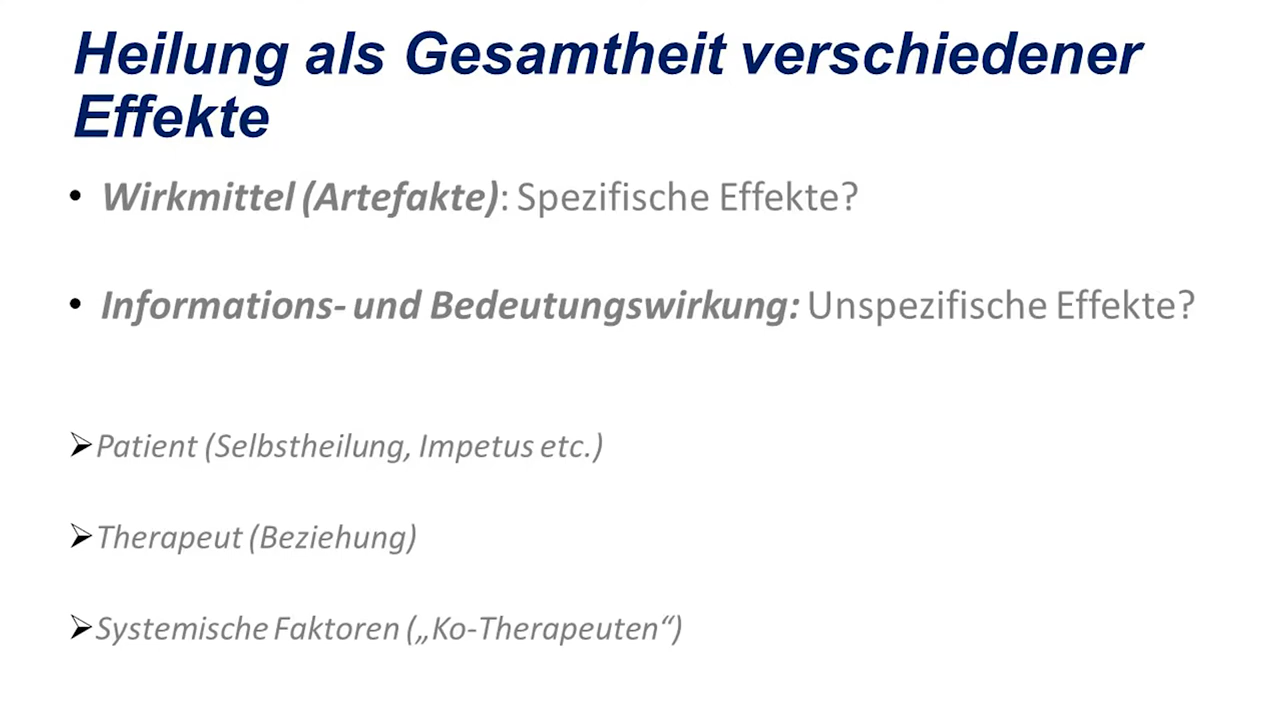 Heilung als Gesamtheit verschiedener
Effekte
• Wirkmittel (Artefakte): Spezifische Effekte?
• Informations- und Bedeutungswirkung: Unspezifische Effekte?
➢Patient (Selbstheilung, Impetus etc.)
➢Therapeut (Beziehung)
➢Systemische Faktoren („Ko-Therapeuten“)